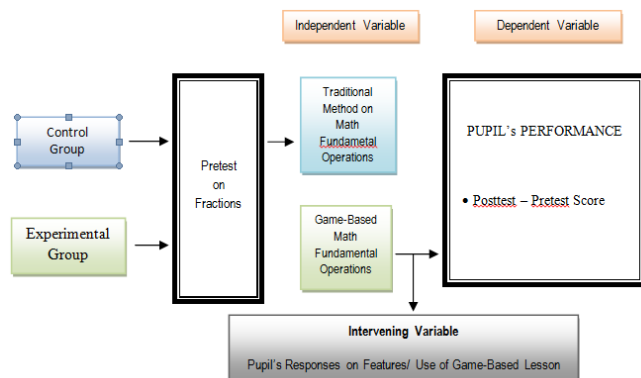 Independent Variable
Dependent Variable
Control
Group
Experimental
Group
Pretest
on
Fractions
Traditional
Method on
Math
Fundametal
Operations
Game-Based
Math
Fundamental
Operations
PUPIL's PERFORMANCE
• Posttest – Pretest Score
Intervening Variable
Pupil's Responses on Features/ Use of Game-Based Lesson